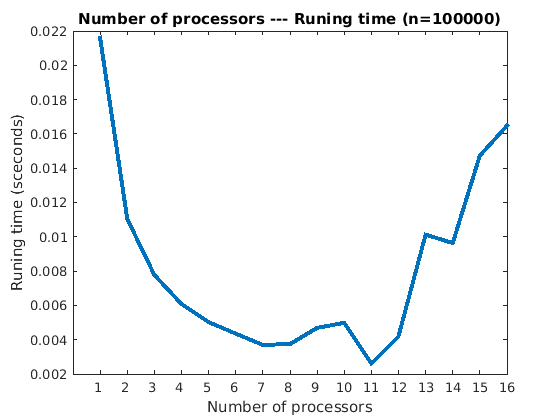 Number of processors --- Runing time (n=100000)
0.022
0.02
0.018
0.016
0.014
0.012
0.01
0.008
0.006
0.004
0.002
Runing time (sceconds)
1 2 3 4 5 6 7 8 9 10 11 12 13 14 15 16
Number of processors